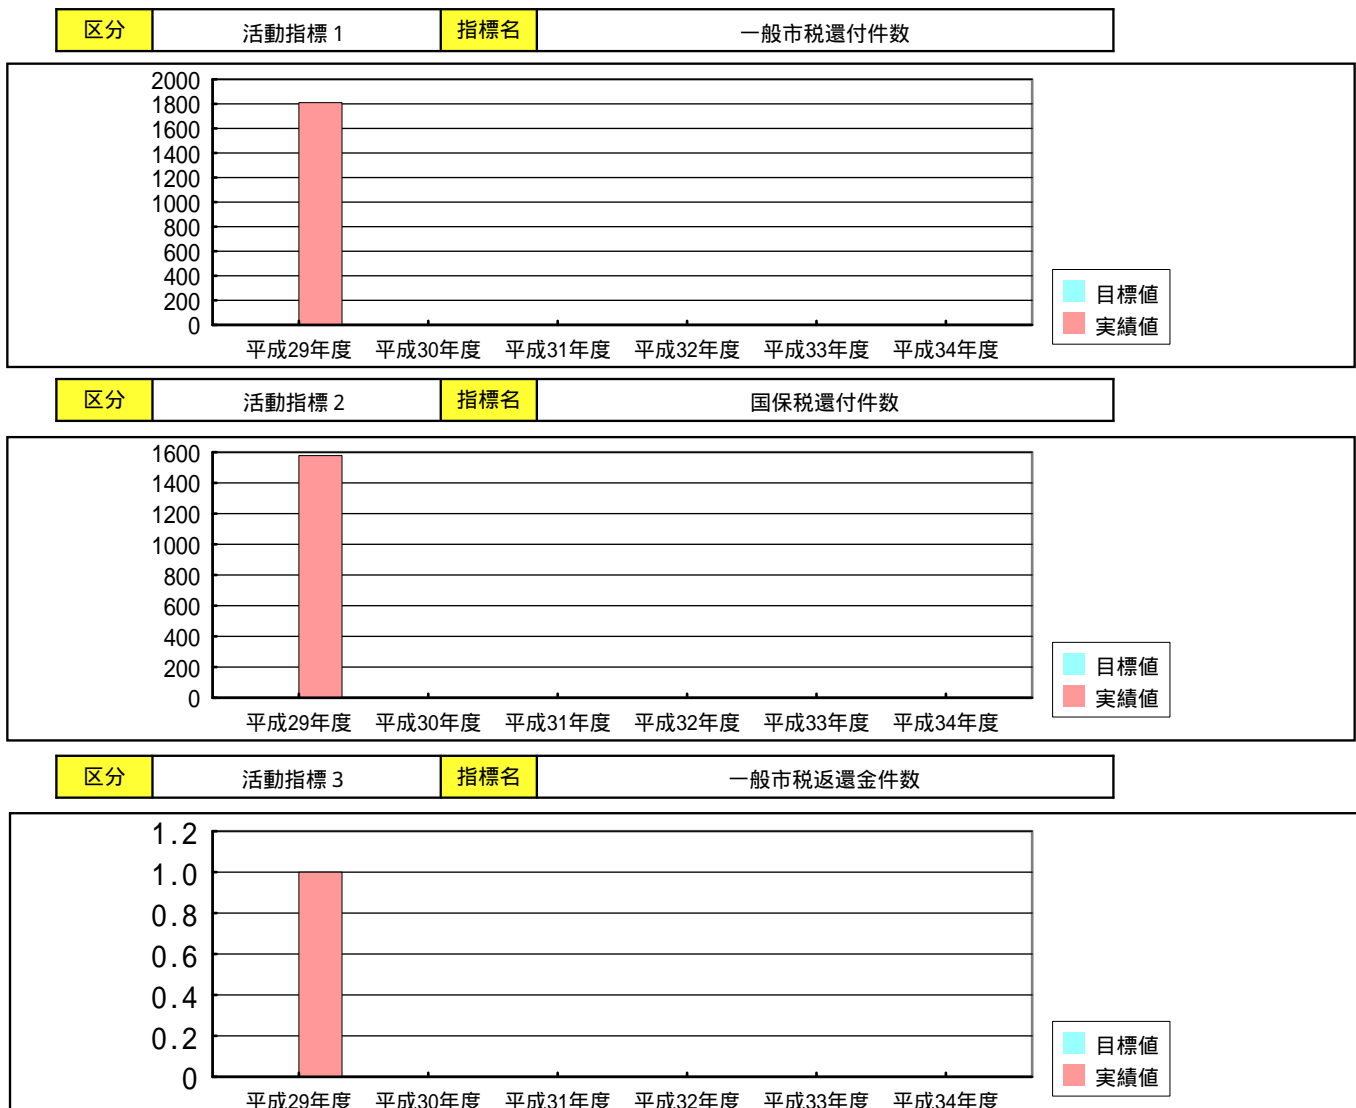 区分 活動指標１ 指標名 一般市税還付件数
2000
1800
1600
1400
1200
1000
800
600
400
200
0
平成29年度 平成30年度 平成31年度 平成32年度 平成33年度 平成34年度
目標値
実績値
区分 活動指標２ 指標名 国保税還付件数
1600
1400
1200
1000
800
600
400
200
0
平成29年度 平成30年度 平成31年度 平成32年度 平成33年度 平成34年度
目標値
実績値
区分 活動指標３ 指標名 一般市税返還金件数
1.2
1.0
0.8
0.6
0.4
0.2
0
平成29年度 平成30年度 平成31年度 平成32年度 平成33年度 平成34年度
目標値
実績値